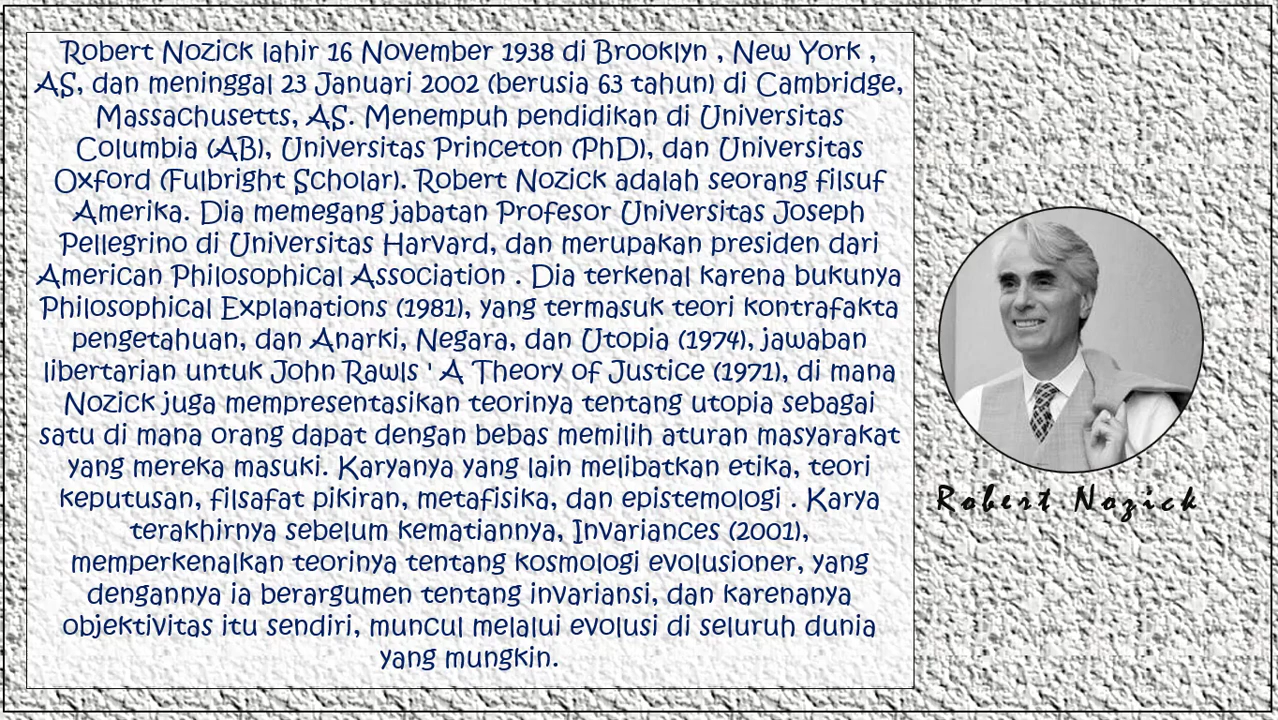 Robert Nozick lahir 16 November 1938 di Brooklyn , New York ,
AS, dan meninggal 23 Januari 2002 (berusia 63 tahun) di Cambridge,
Massachusetts, AS. Menempuh pendidikan di Universitas
Columbia (AB), Universitas Princeton (PhD), dan Universitas
Oxford (Fulbright Scholar). Robert Nozick adalah seorang filsuf
Amerika. Dia memegang jabatan Profesor Universitas Joseph
Pellegrino di Universitas Harvard, dan merupakan presiden dari
American Philosophical Association . Dia terkenal karena bukunya
Philosophical Explanations (1981), yang termasuk teori kontrafakta
pengetahuan, dan Anarki, Negara, dan Utopia (1974), jawaban
libertarian untuk John Rawls ' A Theory of Justice (1971), di mana
Nozick juga mempresentasikan teorinya tentang utopia sebagai
satu di mana orang dapat dengan bebas memilih aturan masyarakat
yang mereka masuki. Karyanya yang lain melibatkan etika, teori
keputusan, filsafat pikiran, metafisika, dan epistemologi . Karya
terakhirnya sebelum kematiannya, Invariances (2001),
memperkenalkan teorinya tentang kosmologi evolusioner, yang
dengannya ia berargumen tentang invariansi, dan karenanya
objektivitas itu sendiri, muncul melalui evolusi di seluruh dunia
yang mungkin.
Robert Nozick